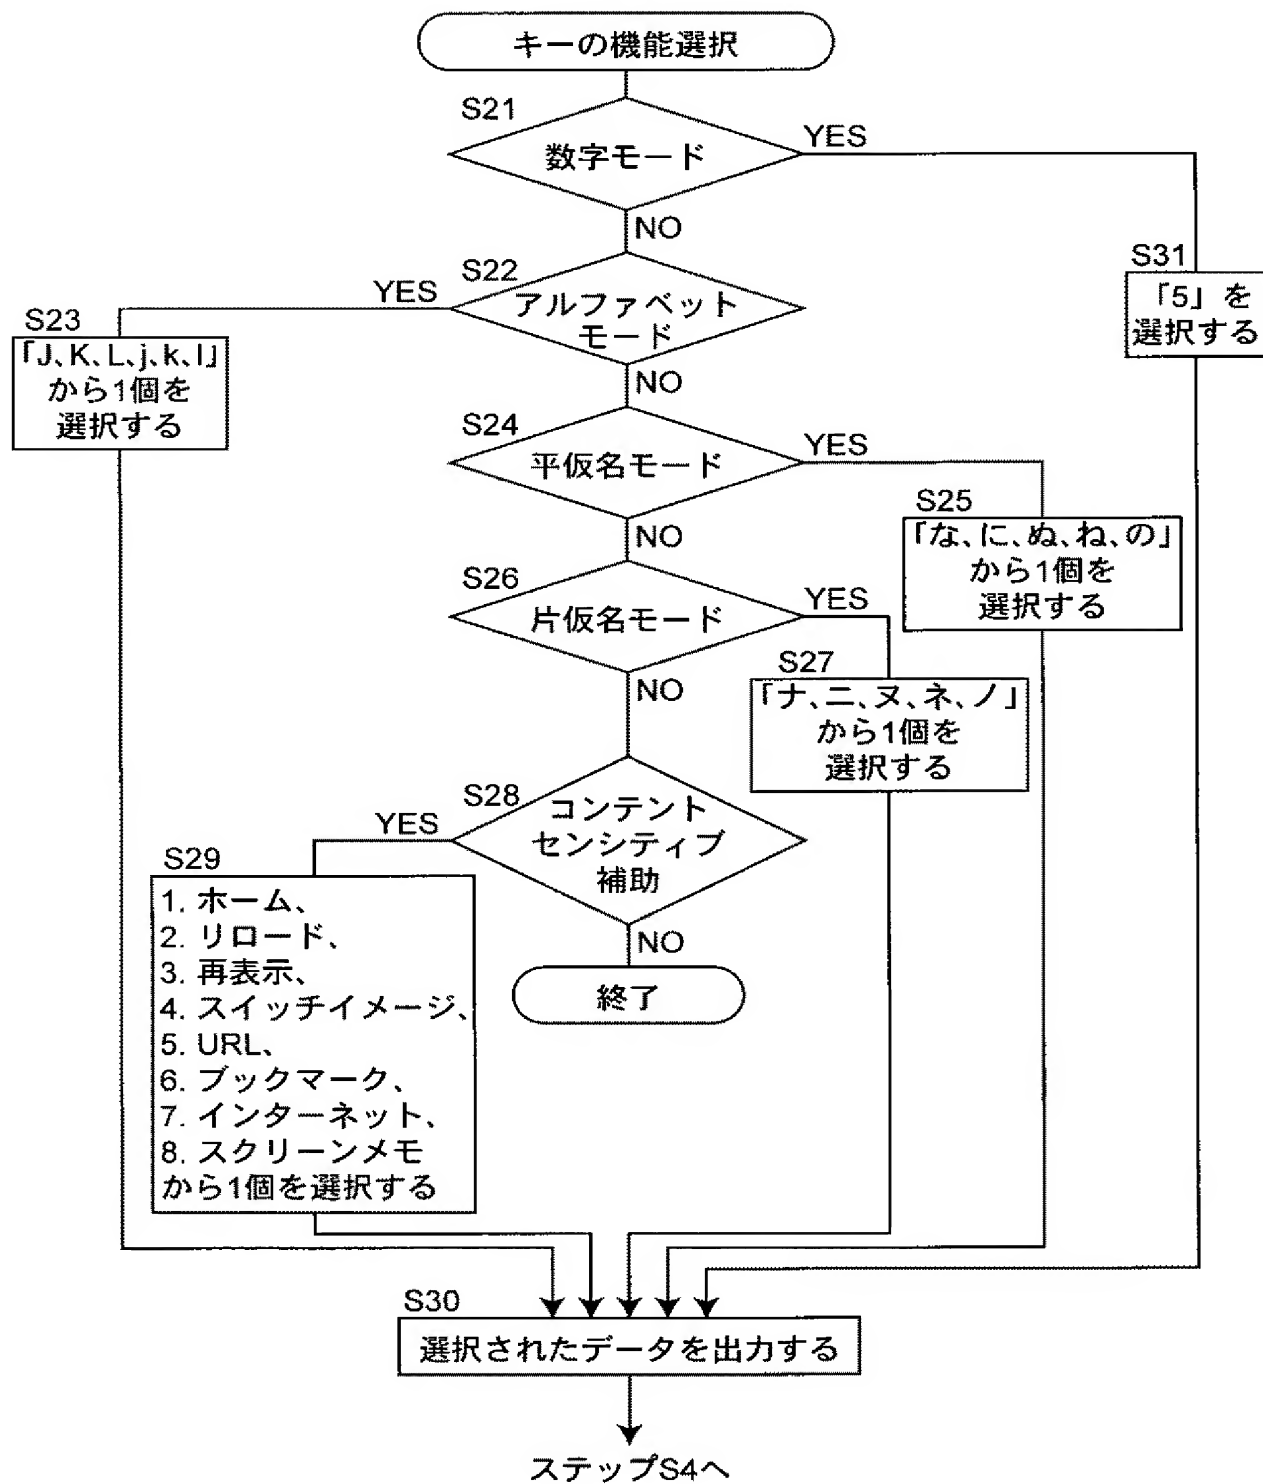 キーの機能選択
S21
数字モード
YES
NO
S31
「5」を
選択する
S22
アルファベット
モード
YES
NO
S23
「J、K、L、j、k、l」
から1個を
選択する
S24
平仮名モード
YES
NO
S25
「な、に、ぬ、ね、の」
から1個を
選択する
S26
片仮名モード
YES
NO
S27
「ナ、ニ、ヌ、ネ、ノ」
から1個を
選択する
S28
コンテント
センシティブ
補助
YES
NO
終了
S29
1. ホーム、
2. リロード、
3. 再表示、
4. スイッチイメージ、
5. URL、
6. ブックマーク、
7. インターネット、
8. スクリーンメモ
から1個を選択する
S30
選択されたデータを出力する
ステップS4へ